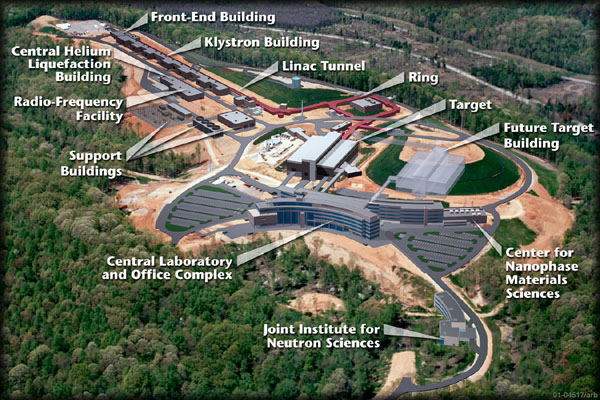 Front-End Building
Klystron Building
Central Helium
Liquefaction
Building
Linac Tunnel
Ring
Radio-Frequency
Facility
Target
Future Target
Building
Support
Buildings
Central Laboratory
and Office Complex
Center for
Nanophase
Materials
Sciences
Joint Institute for
Neutron Sciences
01-04617/arb